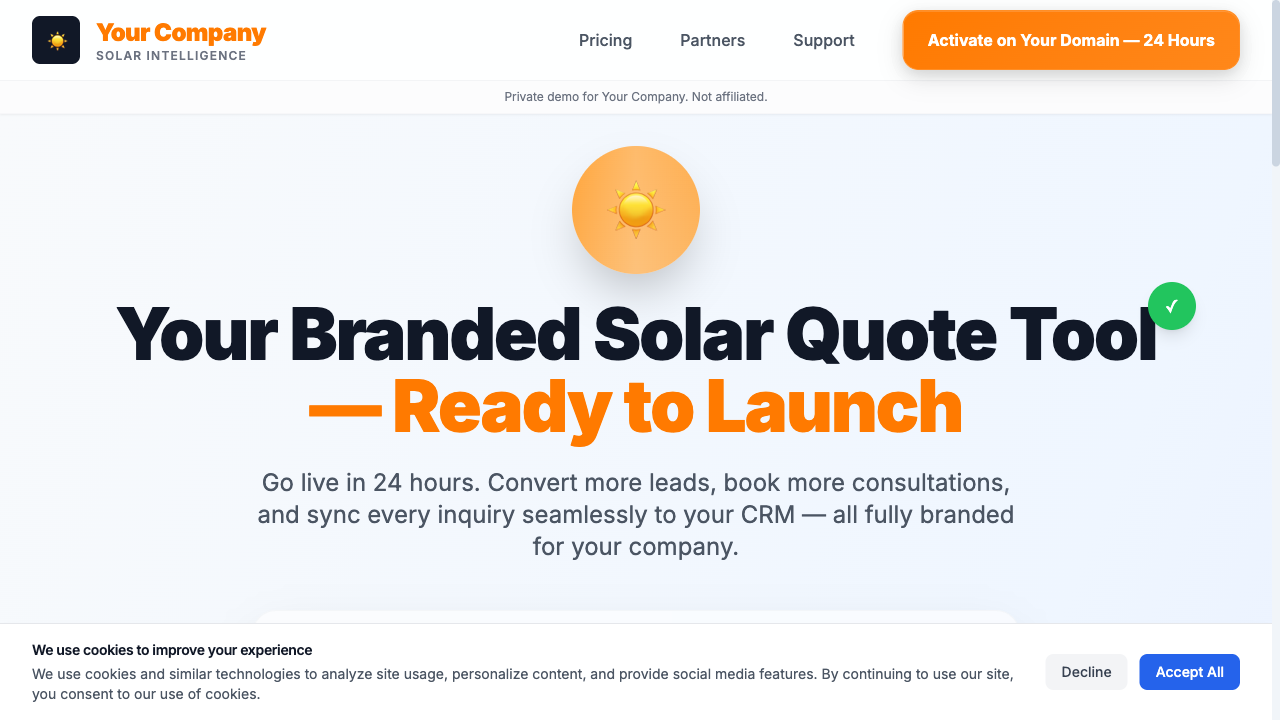 Your Company
SOLAR INTELLIGENCE
Pricing
Partners
Support
Activate on Your Domain — 24 Hours
Private demo for Your Company. Not affiliated.
Your Branded Solar Quote Tool
— Ready to Launch
Go live in 24 hours. Convert more leads, book more consultations,
and sync every inquiry seamlessly to your CRM — all fully branded
for your company.
We use cookies to improve your experience
We use cookies and similar technologies to analyze site usage, personalize content, and provide social media features. By continuing to use our site,
you consent to our use of cookies.
Decline
Accept All